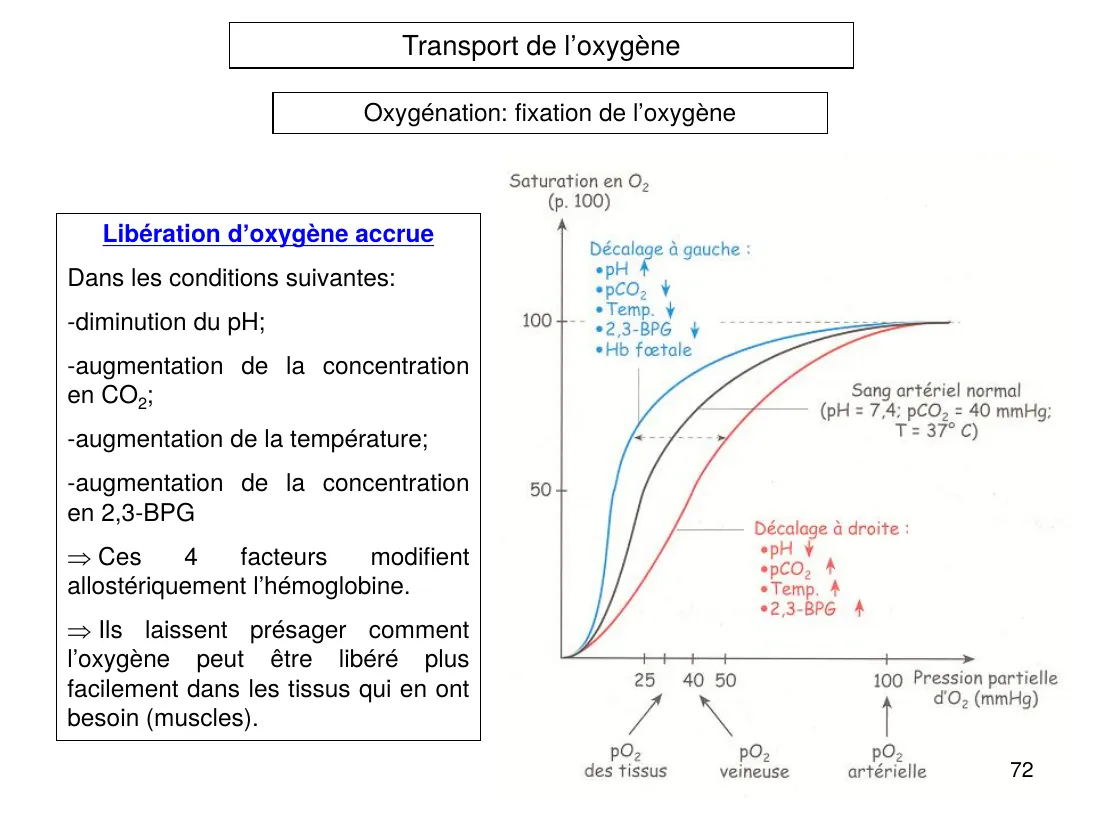 Transport de l’oxygène
Oxygénation: fixation de l’oxygène
Libération d’oxygène accrue
Dans les conditions suivantes:
-diminution du pH;
-augmentation de la concentration
en CO₂;
-augmentation de la température;
-augmentation de la concentration
en 2,3-BPG
⇒ Ces 4 facteurs modifient
allostériquement l’hémoglobine.
⇒ Ils laissent présager comment
l’oxygène peut être libéré plus
facilement dans les tissus qui en ont
besoin (muscles).
Saturation en O₂
(p. 100)
Décalage à gauche :
•pH ↑
•pCO₂ ↓
•Temp. ↓
•2,3-BPG ↓
•Hb fœtale
100
Sang artériel normal
(pH = 7,4; pCO₂ = 40 mmHg;
T = 37° C)
50
Décalage à droite :
•pH ↓
•pCO₂ ↑
•Temp. ↑
•2,3-BPG ↑
25 40 50 100
Pression partielle
d’O₂ (mmHg)
pO₂
des tissus
pO₂
veineuse
pO₂
artérielle
72